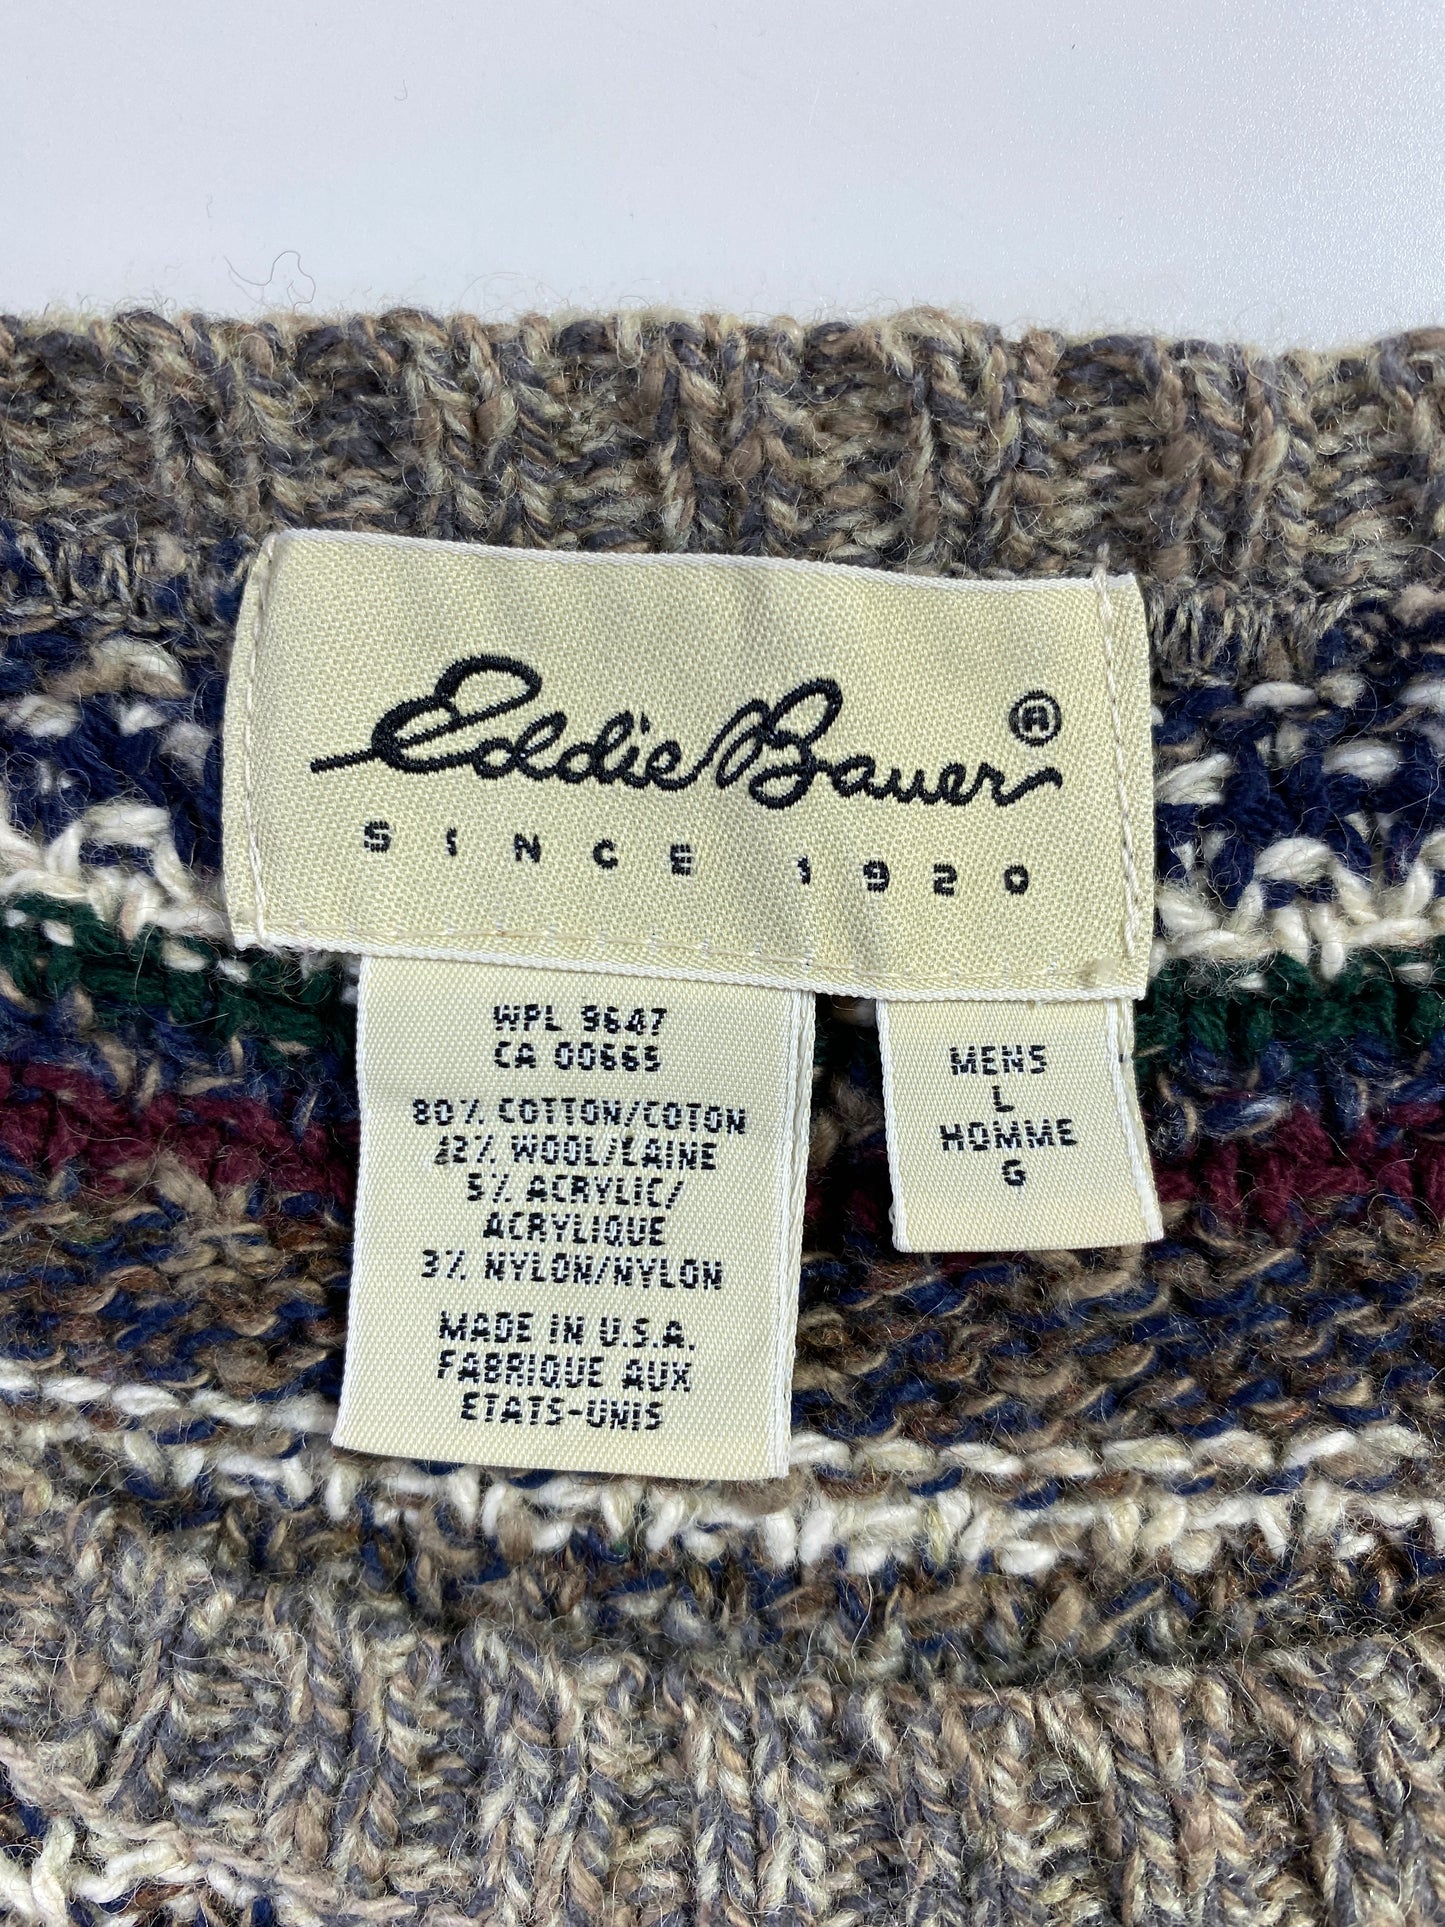 Eddie Bauer ®
SINCE 1920
WPL 9647
CA 00665
80% COTTON/COTON
12% WOOL/LAINE
5% ACRYLIC/
ACRYLIQUE
3% NYLON/NYLON
MADE IN U.S.A.
FABRIQUE AUX
ETATS-UNIS
MENS
L
HOMME
G